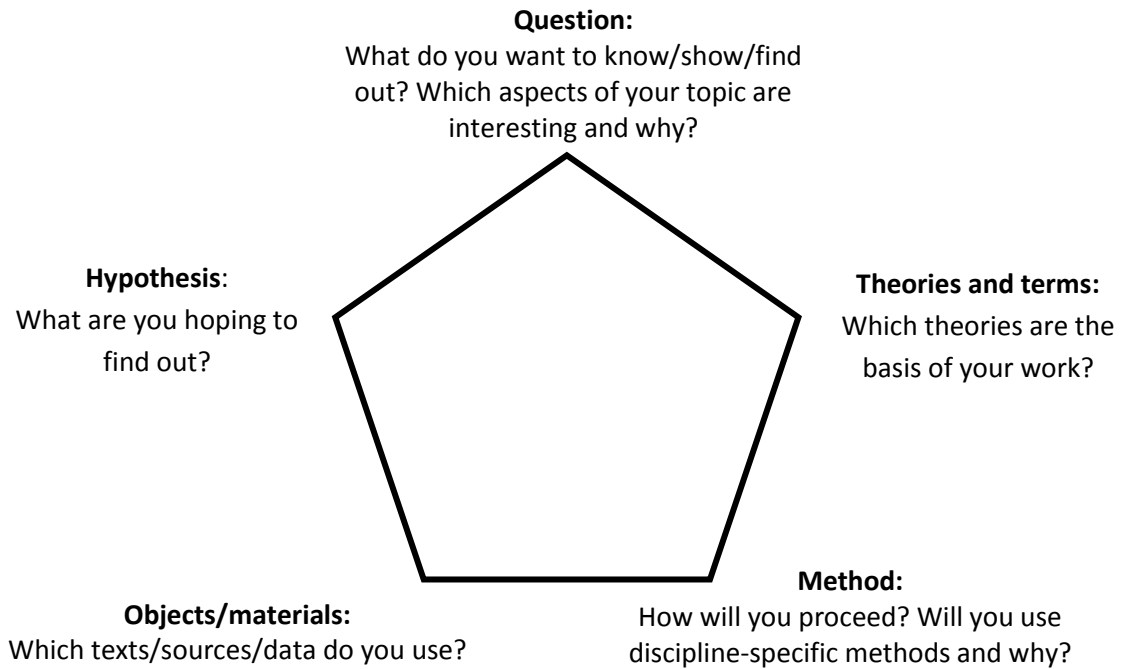 Question:
What do you want to know/show/find
out? Which aspects of your topic are
interesting and why?
Hypothesis:
What are you hoping to
find out?
Theories and terms:
Which theories are the
basis of your work?
Objects/materials:
Which texts/sources/data do you use?
Method:
How will you proceed? Will you use
discipline-specific methods and why?